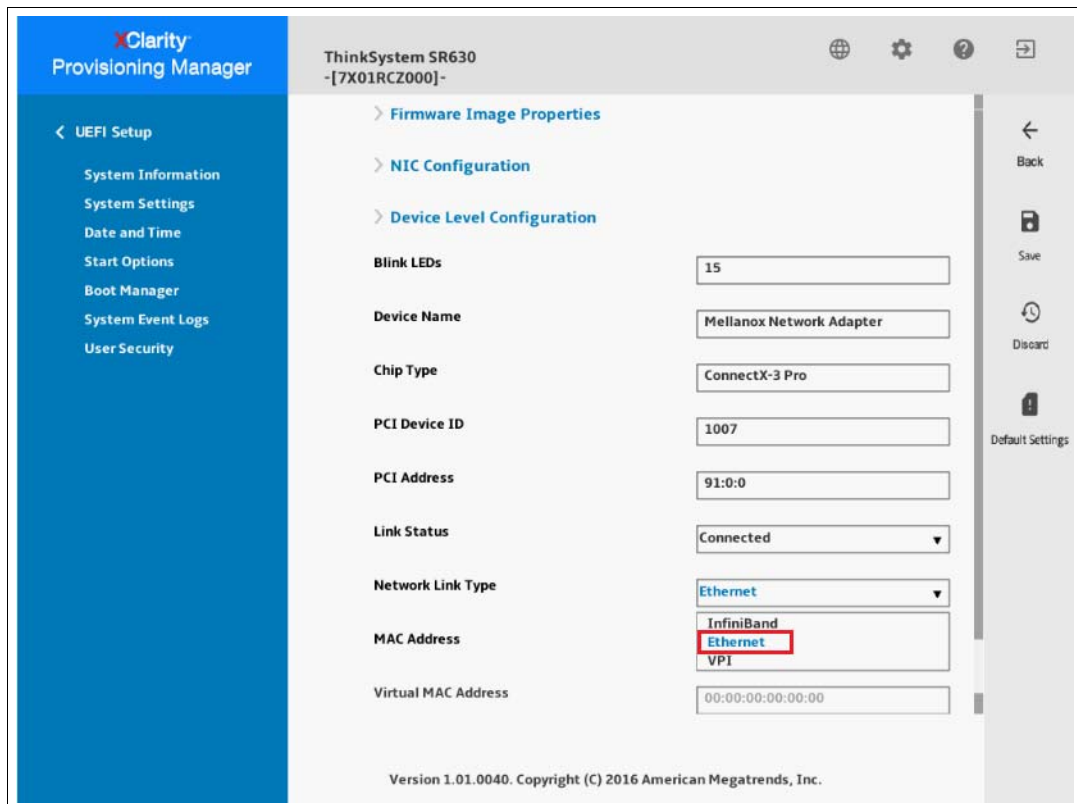 XClarity
Provisioning Manager
ThinkSystem SR630
-[7X01RCZ000]-
UEFI Setup
System Information
System Settings
Date and Time
Start Options
Boot Manager
System Event Logs
User Security
Firmware Image Properties
NIC Configuration
Device Level Configuration
Blink LEDs
15
Device Name
Mellanox Network Adapter
Chip Type
ConnectX-3 Pro
PCI Device ID
1007
PCI Address
91:0:0
Link Status
Connected
Network Link Type
Ethernet
InfiniBand
MAC Address
Ethernet
VPI
Virtual MAC Address
00:00:00:00:00:00
Back
Save
Discard
Default Settings
Version 1.01.0040. Copyright (C) 2016 American Megatrends, Inc.